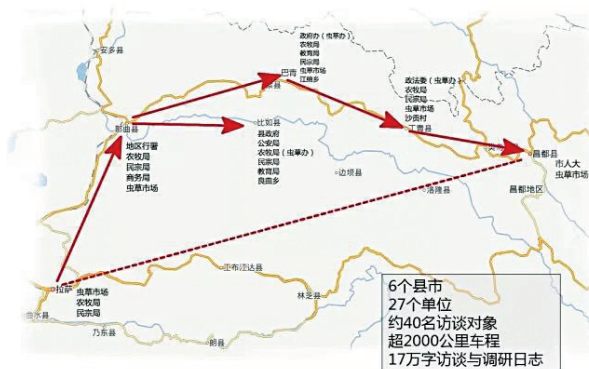 安多县
政府办（虫草办）
农牧局
教育局
民宗局
虫草市场
江绵乡
巴青
索县
政法委（虫草办）
农牧局
民宗局
虫草市场
沙贡村
丁青县
那曲县
地区行署
农牧局
民宗局
商务局
虫草市场
比如县
县政府
公安局
农牧局（虫草办）
民宗局
教育局
良曲乡
边坝县
洛隆县
昌都县
市人大
虫草市场
昌都地区
拉萨
虫草市场
农牧局
民宗局
曲水县
乃东县
工布江达县
林芝县
朗县
6个县市
27个单位
约40名访谈对象
超2000公里车程
17万字访谈与调研日志